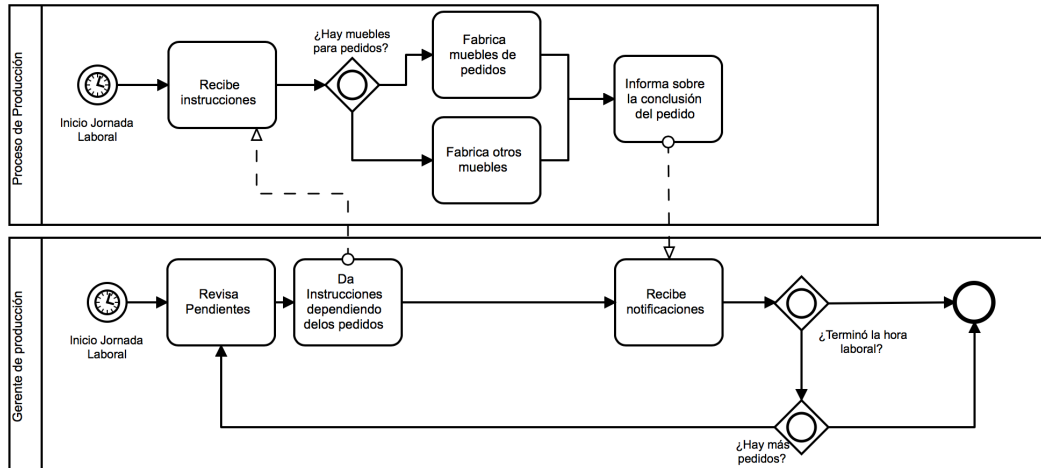 Proceso de Producción
Inicio Jornada
Laboral
Recibe
instrucciones
¿Hay muebles
para pedidos?
Fabrica
muebles de
pedidos
Fabrica otros
muebles
Informa sobre
la conclusión
del pedido
Gerente de producción
Inicio Jornada
Laboral
Revisa
Pendientes
Da
Instrucciones
dependiendo
delos pedidos
Recibe
notificaciones
¿Terminó la hora
laboral?
¿Hay más
pedidos?